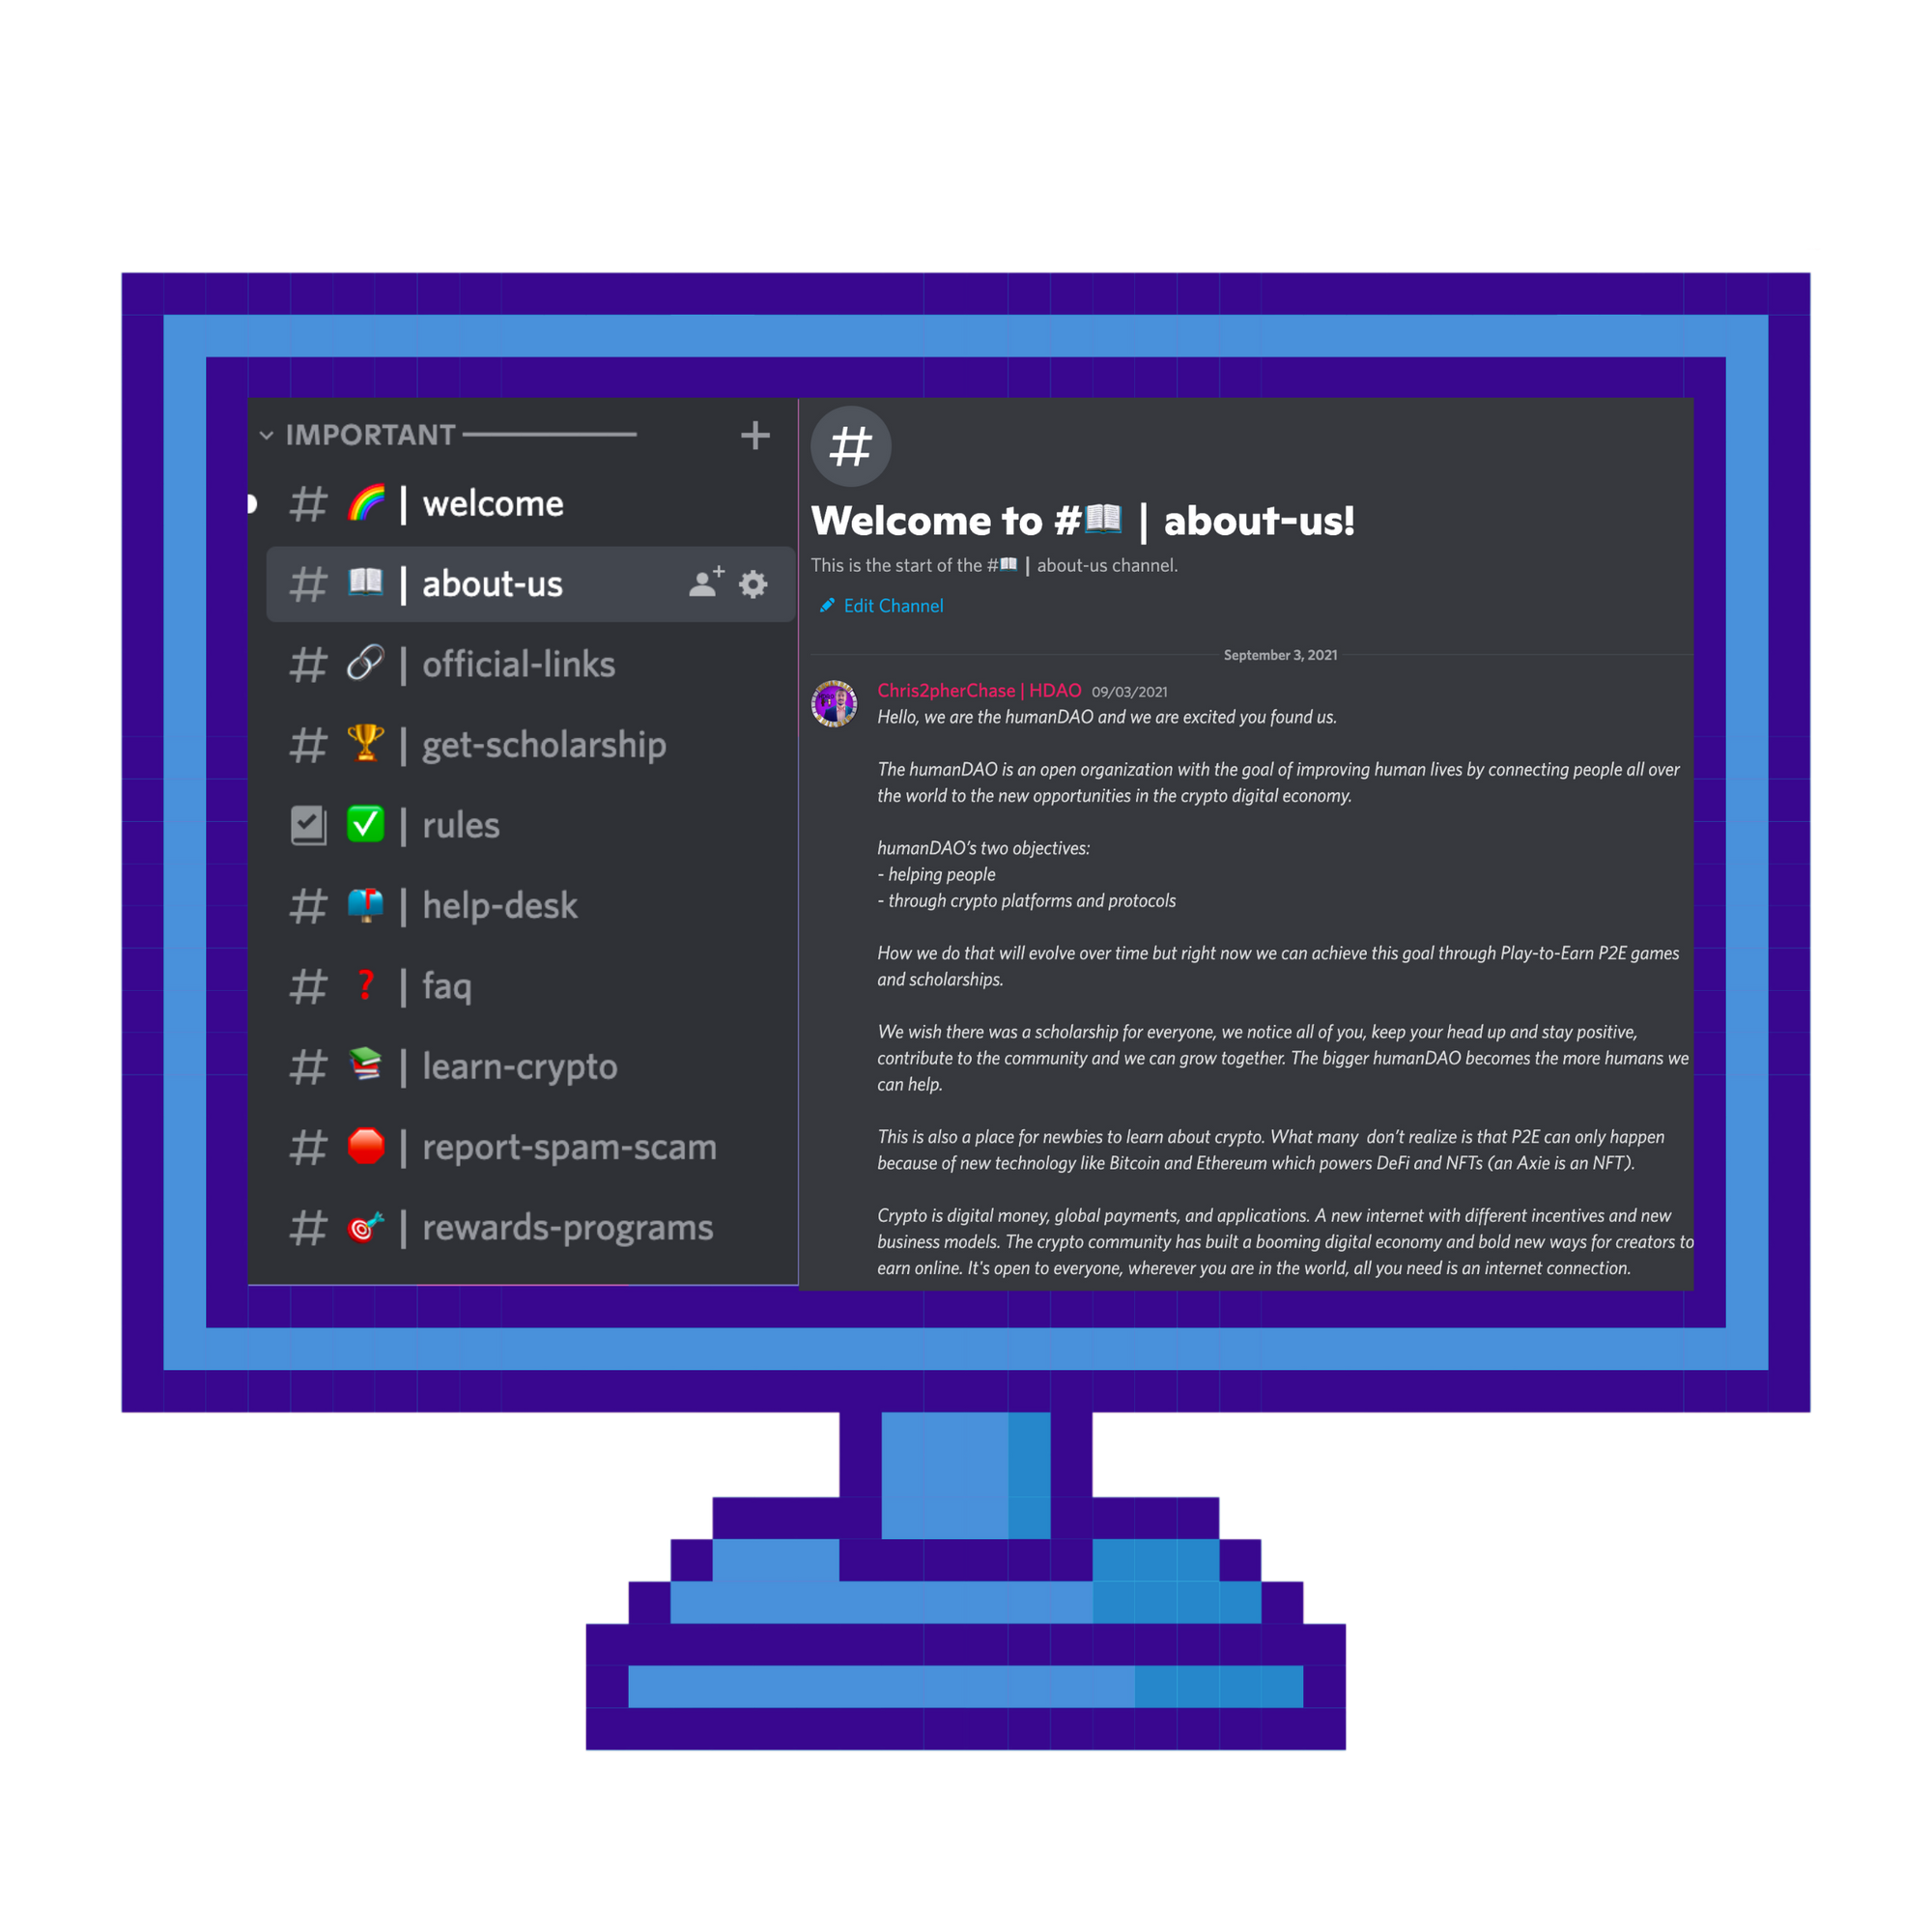 IMPORTANT
# 🌈 | welcome
# 📖 | about-us
# 🔗 | official-links
# 🏆 | get-scholarship
✅ | rules
# 📫 | help-desk
# ❓ | faq
# 📚 | learn-crypto
# 🛑 | report-spam-scam
# 🎯 | rewards-programs
#
Welcome to #📖 | about-us!
This is the start of the #📖 | about-us channel.
Edit Channel
September 3, 2021
Chris2pherChase | HDAO 09/03/2021
Hello, we are the humanDAO and we are excited you found us.
The humanDAO is an open organization with the goal of improving human lives by connecting people all over
the world to the new opportunities in the crypto digital economy.
humanDAO's two objectives:
- helping people
- through crypto platforms and protocols
How we do that will evolve over time but right now we can achieve this goal through Play-to-Earn P2E games
and scholarships.
We wish there was a scholarship for everyone, we notice all of you, keep your head up and stay positive,
contribute to the community and we can grow together. The bigger humanDAO becomes the more humans we
can help.
This is also a place for newbies to learn about crypto. What many  don't realize is that P2E can only happen
because of new technology like Bitcoin and Ethereum which powers DeFi and NFTs (an Axie is an NFT).
Crypto is digital money, global payments, and applications. A new internet with different incentives and new
business models. The crypto community has built a booming digital economy and bold new ways for creators to
earn online. It's open to everyone, wherever you are in the world, all you need is an internet connection.